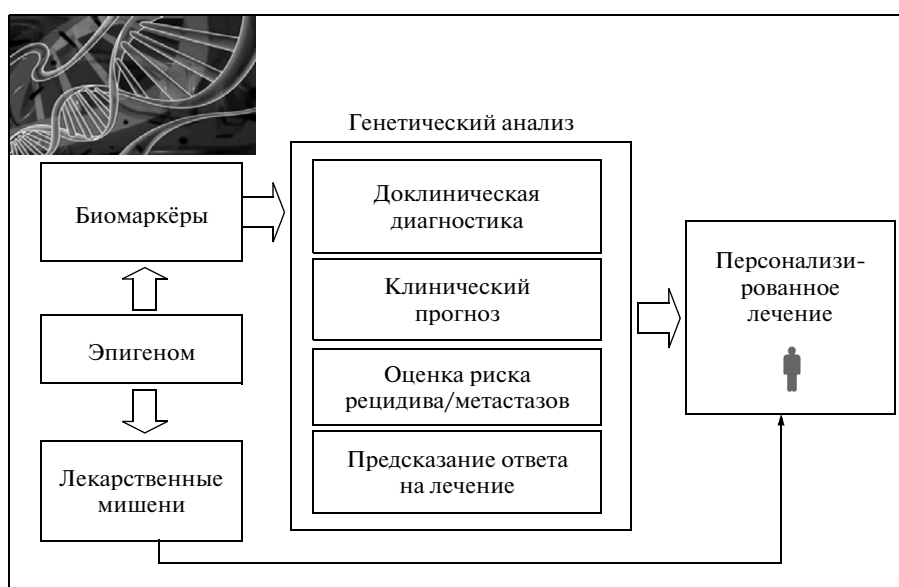 Генетический анализ
Биомаркёры
Эпигеном
Лекарственные
мишени
Доклиническая
диагностика
Клинический
прогноз
Оценка риска
рецидива/метастазов
Предсказание ответа
на лечение
Персонализи-
рованное
лечение